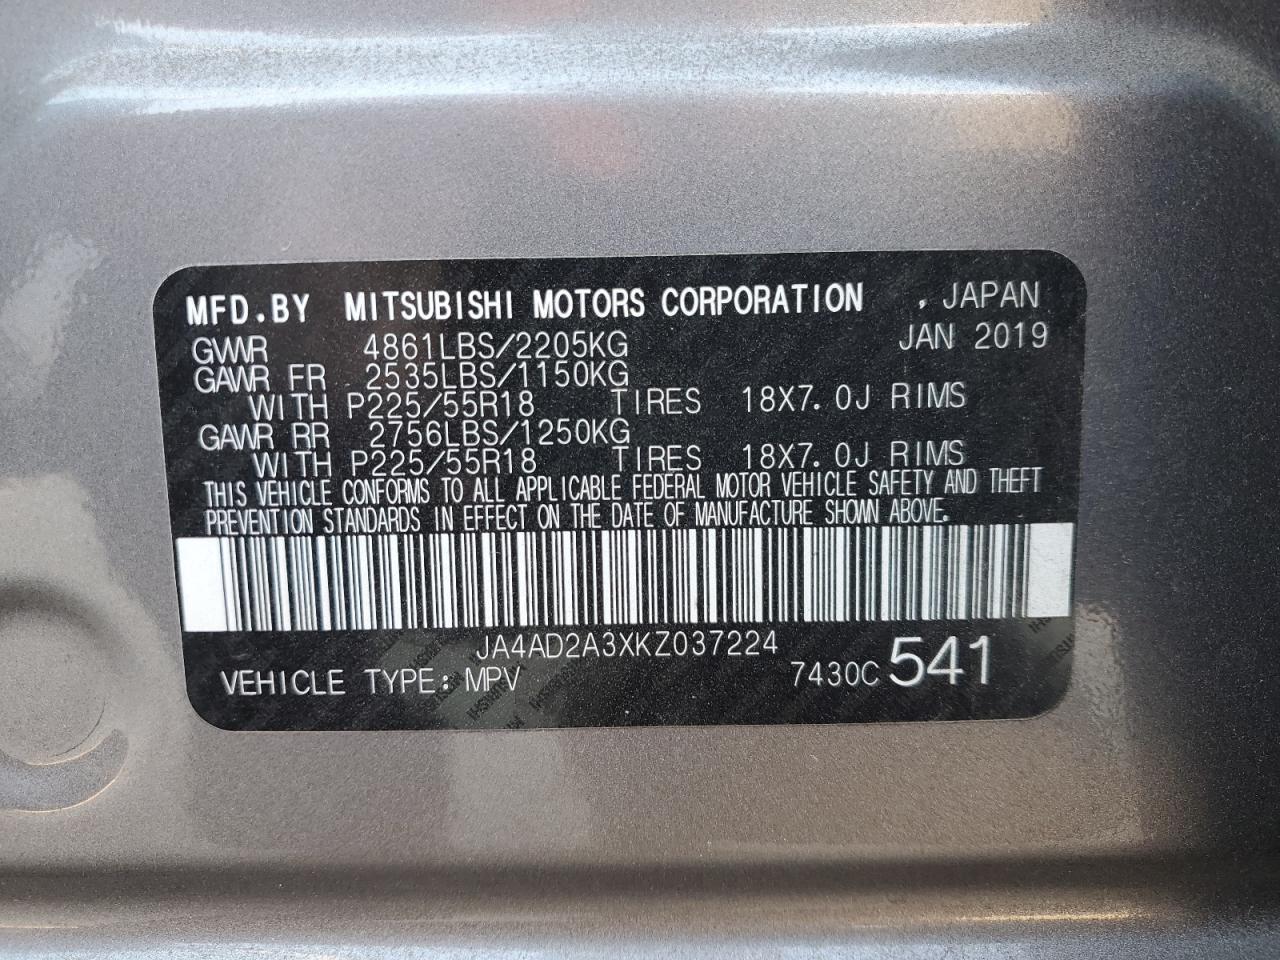 MFD.BY MITSUBISHI MOTORS CORPORATION , JAPAN
GVWR 4861LBS/2205KG JAN 2019
GAWR FR 2535LBS/1150KG
WITH P225/55R18 TIRES 18X7.0J RIMS
GAWR RR 2756LBS/1250KG
WITH P225/55R18 TIRES 18X7.0J RIMS
THIS VEHICLE CONFORMS TO ALL APPLICABLE FEDERAL MOTOR VEHICLE SAFETY AND THEFT
PREVENTION STANDARDS IN EFFECT ON THE DATE OF MANUFACTURE SHOWN ABOVE.
JA4AD2A3XKZ037224
VEHICLE TYPE: MPV 7430C 541